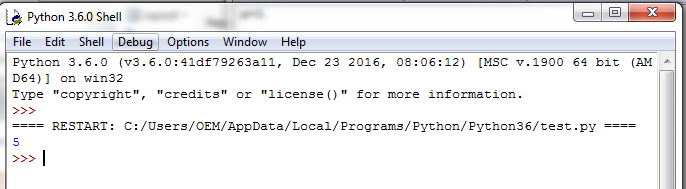 Python 3.6.0 Shell
File Edit Shell Debug Options Window Help
Python 3.6.0 (v3.6.0:41df79263a11, Dec 23 2016, 08:06:12) [MSC v.1900 64 bit (AM
D64)] on win32
Type "copyright", "credits" or "license()" for more information.
>>>
==== RESTART: C:/Users/OEM/AppData/Local/Programs/Python/Python36/test.py ====
5
>>>